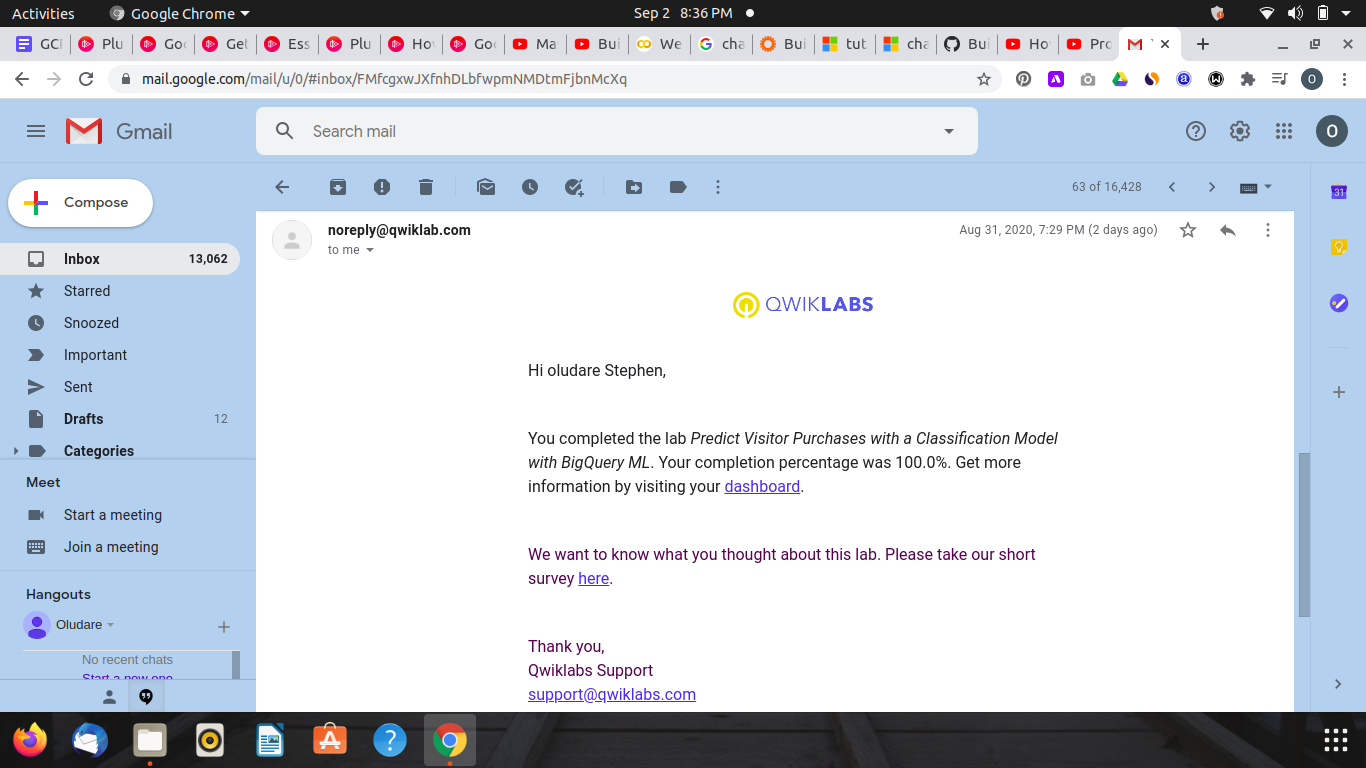 Activities Google Chrome Sep 2 8:36 PM
GCI Plu Goo Get Ess Plu Ho Goo Ma Bui We cha Bui tut cha Bui Ho Pro
mail.google.com/mail/u/0/#inbox/FMfcgxwJXfnhDLbfwpmNMDtmFjbnMcXq
O
Gmail
Search mail
O
Compose
63 of 16,428
31
Inbox 13,062
Starred
Snoozed
Important
Sent
Drafts 12
Categories
Meet
Start a meeting
Join a meeting
Hangouts
Oludare
No recent chats
Start a new one
noreply@qwiklab.com
Aug 31, 2020, 7:29 PM (2 days ago)
to me
QWIKLABS
Hi oludare Stephen,
You completed the lab Predict Visitor Purchases with a Classification Model
with BigQuery ML. Your completion percentage was 100.0%. Get more
information by visiting your dashboard.
We want to know what you thought about this lab. Please take our short
survey here.
Thank you,
Qwiklabs Support
support@qwiklabs.com